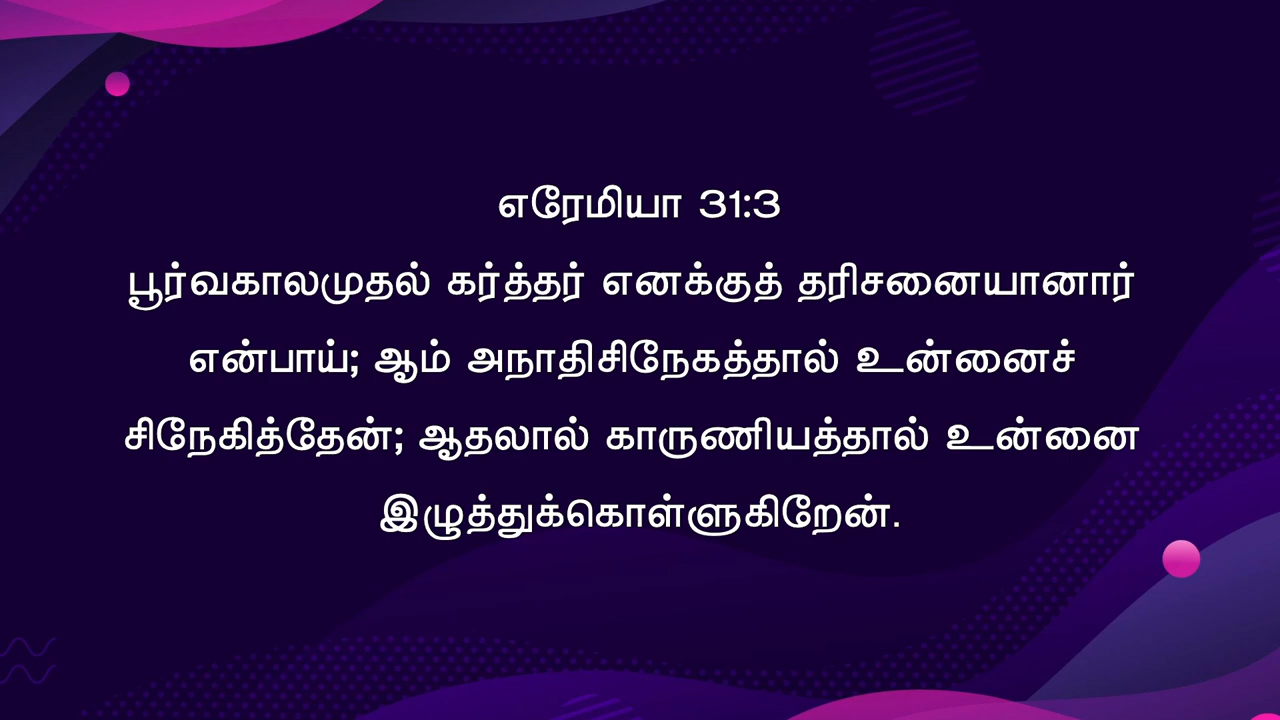 எரேமியா 31:3
பூர்வகாலமுதல் கர்த்தர் எனக்குத் தரிசனையானார்
என்பாய்; ஆம் அநாதிசிநேகத்தால் உன்னைச்
சிநேகித்தேன்; ஆதலால் காருணியத்தால் உன்னை
இழுத்துக்கொள்ளுகிறேன்.